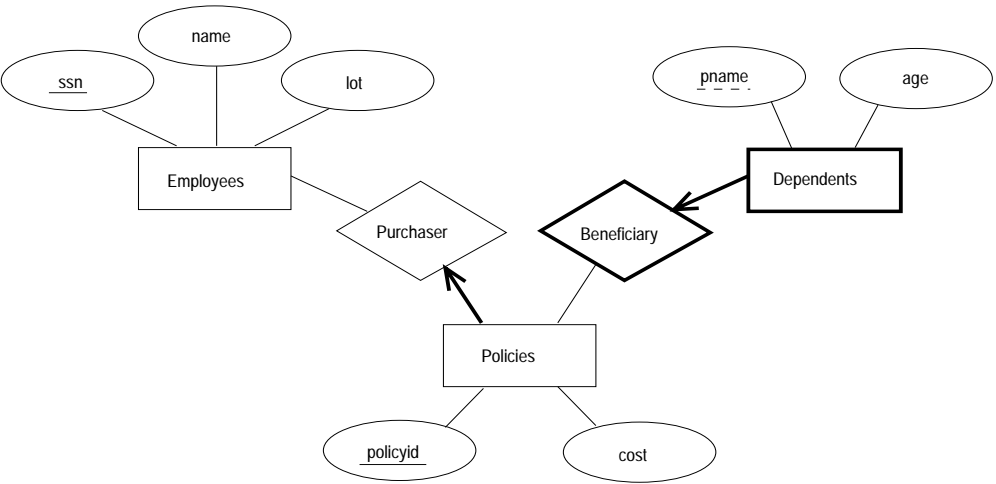 name
ssn
lot
pname
age
Employees
Dependents
Purchaser
Beneficiary
Policies
policyid
cost